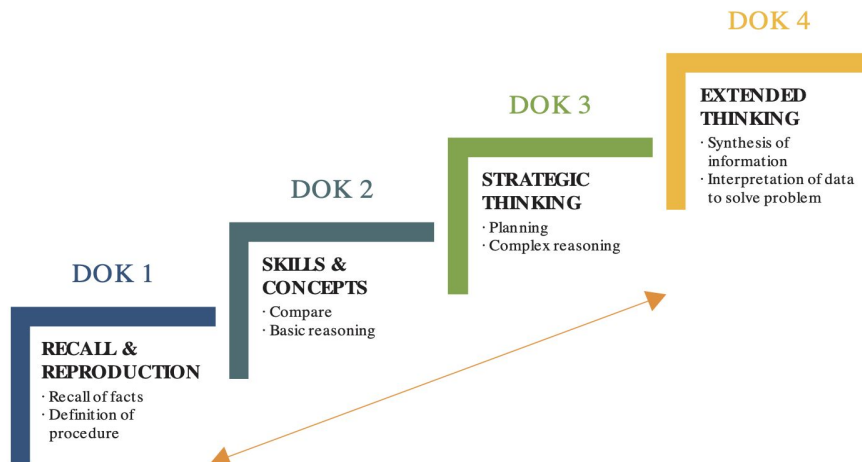 DOK 1
RECALL &
REPRODUCTION
· Recall of facts
· Definition of
procedure
DOK 2
SKILLS &
CONCEPTS
· Compare
· Basic reasoning
DOK 3
STRATEGIC
THINKING
· Planning
· Complex reasoning
DOK 4
EXTENDED
THINKING
· Synthesis of
information
· Interpretation of data
to solve problem